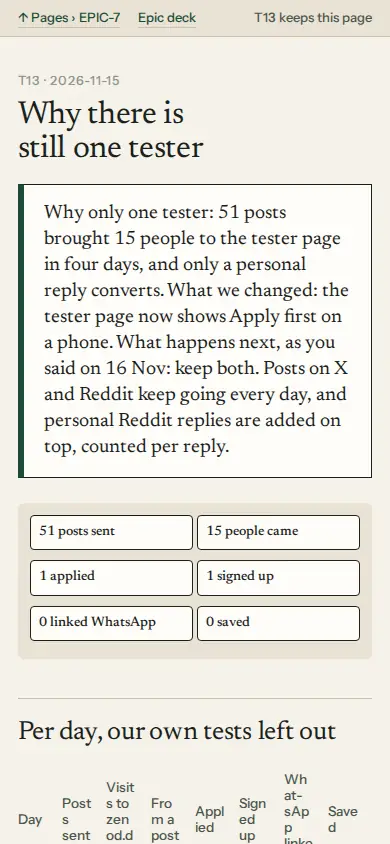 ↑ Pages › EPIC-7 Epic deck T13 keeps this page
T13 · 2026-11-15
Why there is
still one tester
Why only one tester: 51 posts
brought 15 people to the tester page
in four days, and only a personal
reply converts. What we changed: the
tester page now shows Apply first on
a phone. What happens next, as you
said on 16 Nov: keep both. Posts on X
and Reddit keep going every day, and
personal Reddit replies are added on
top, counted per reply.
51 posts sent 15 people came
1 applied 1 signed up
0 linked WhatsApp 0 saved
Per day, our own tests left out
Day
Post
s
sent
Visit
s to
zen
od.d
Fro
m a
post
Appl
ied
Sign
ed
up
Wh
at-
sAp
p
linke
Save
d